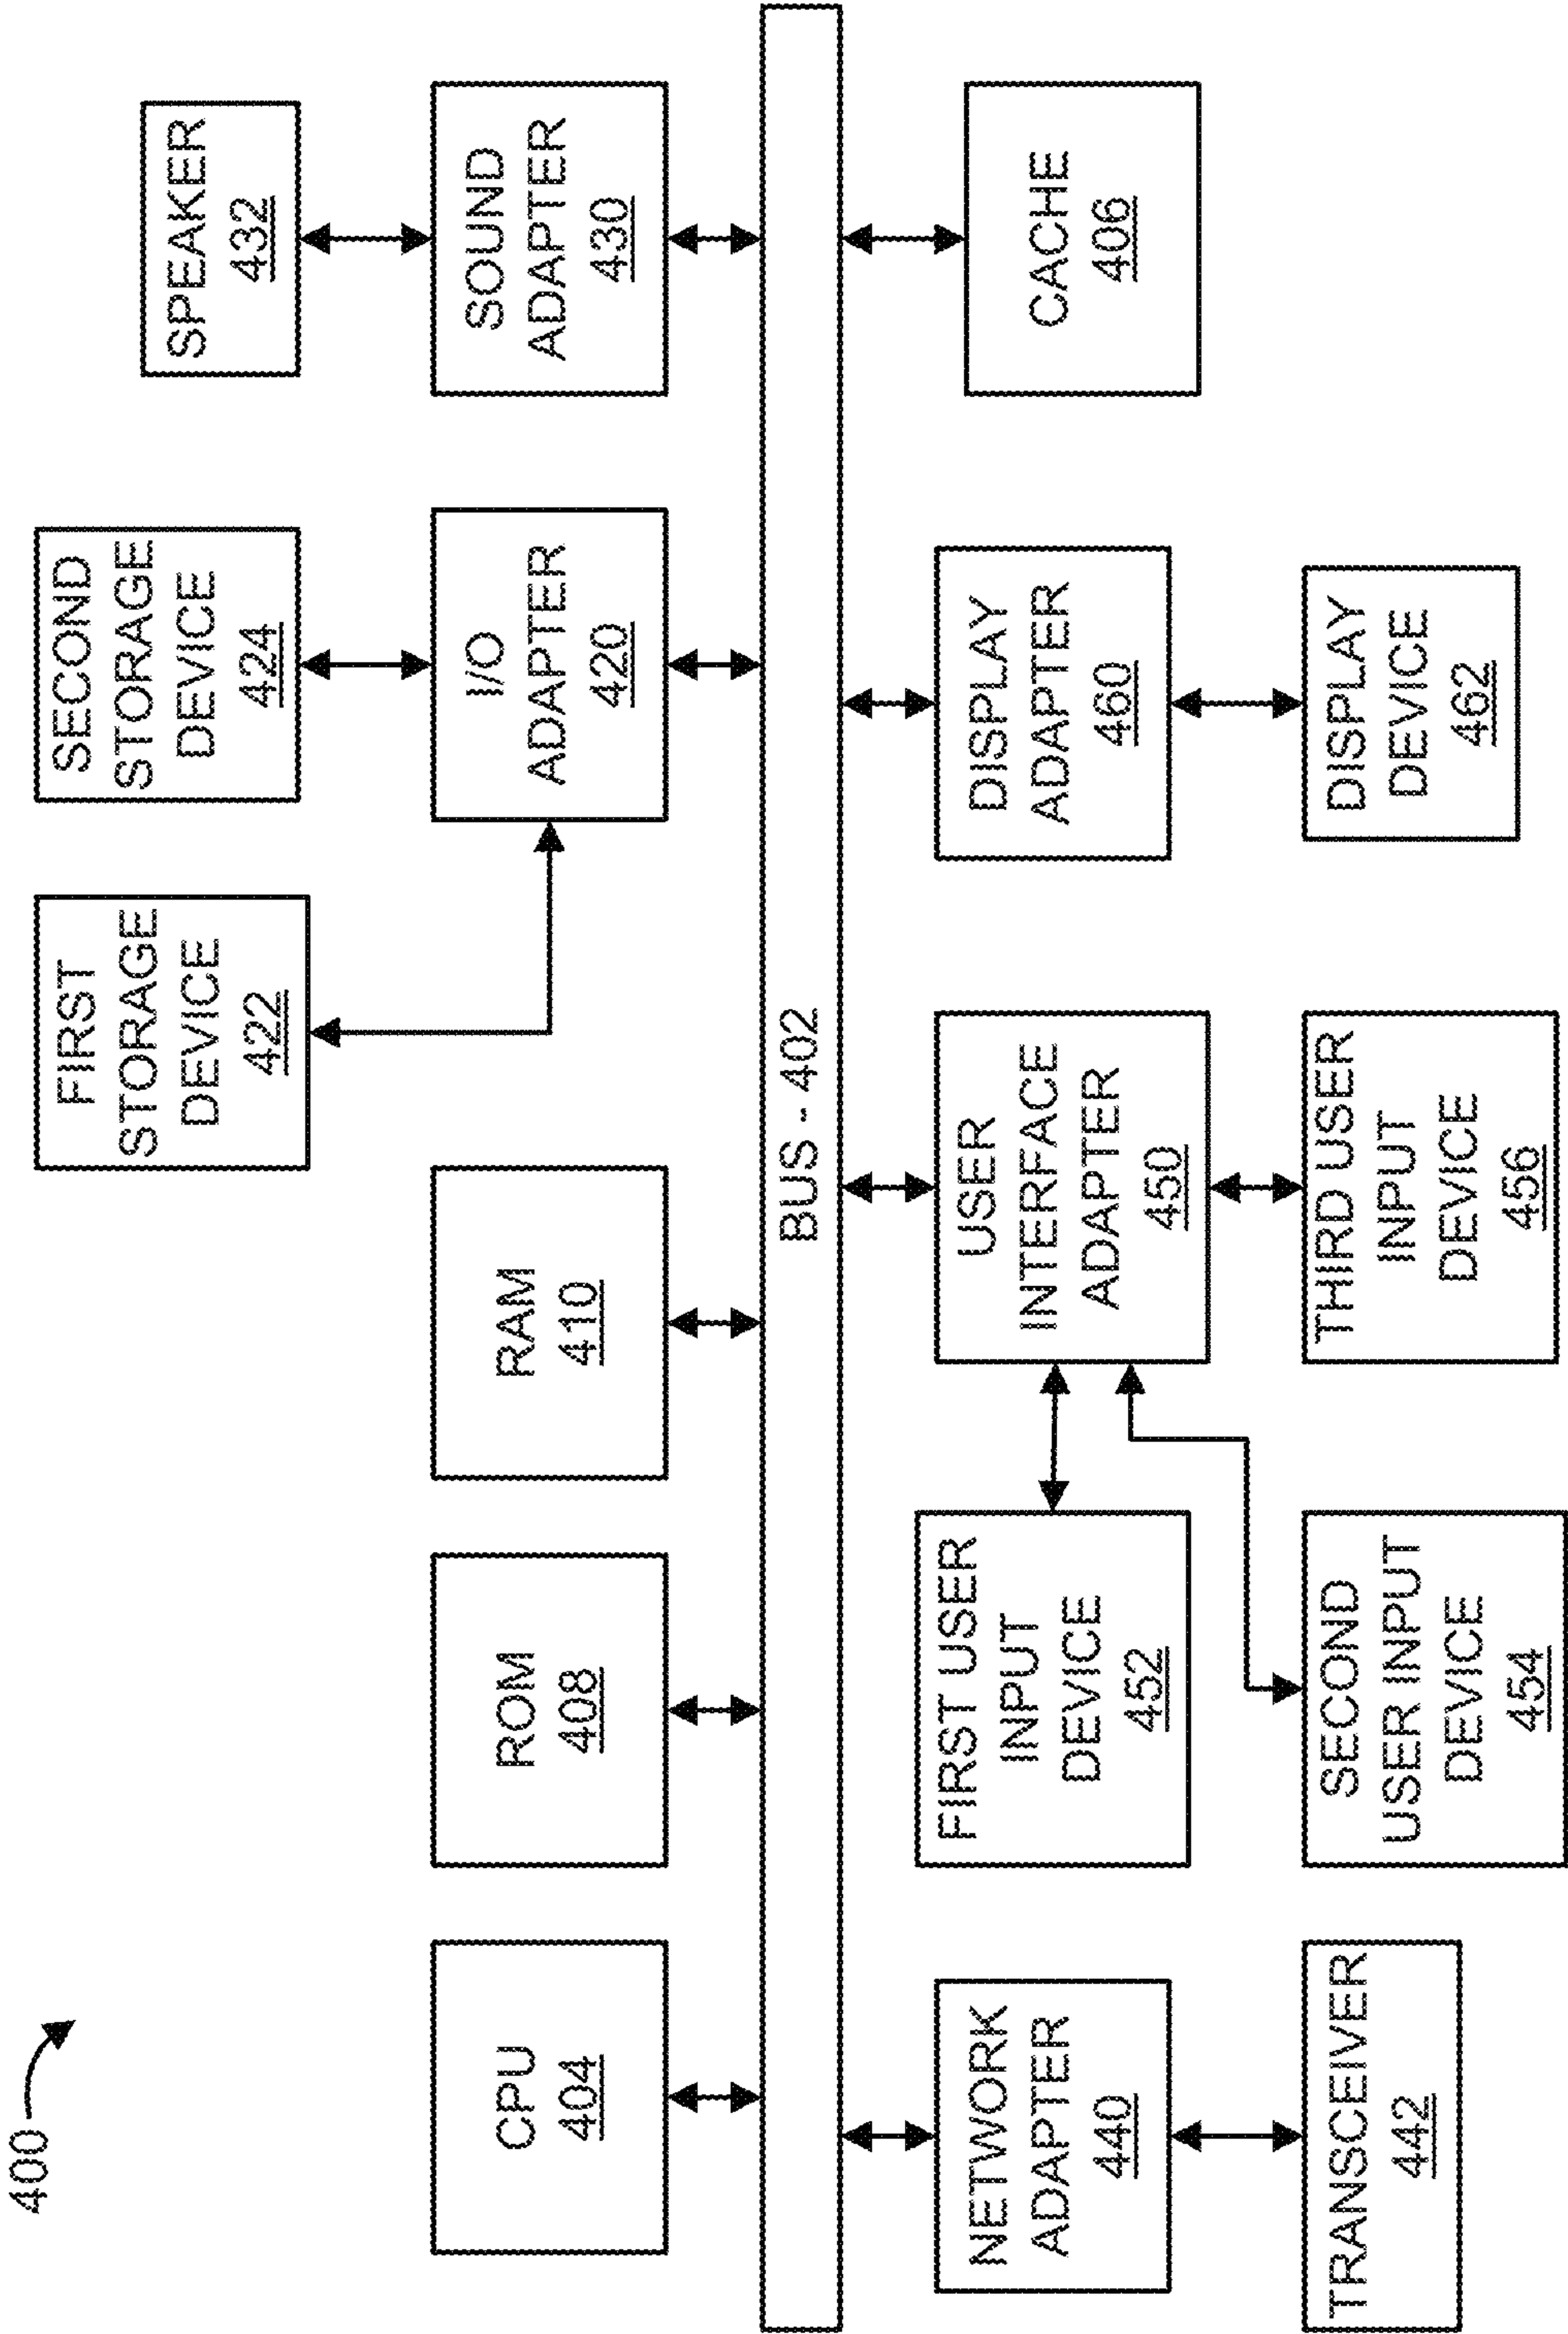 400
FIRST
STORAGE
DEVICE
422
SECOND
STORAGE
DEVICE
424
SPEAKER
432
CPU
404
ROM
408
RAM
410
I/O
ADAPTER
420
SOUND
ADAPTER
430
BUS - 402
NETWORK
ADAPTER
440
FIRST USER
INPUT
DEVICE
452
USER
INTERFACE
ADAPTER
450
DISPLAY
ADAPTER
460
CACHE
406
TRANSCEIVER
442
SECOND
USER INPUT
DEVICE
454
THIRD USER
INPUT
DEVICE
456
DISPLAY
DEVICE
462